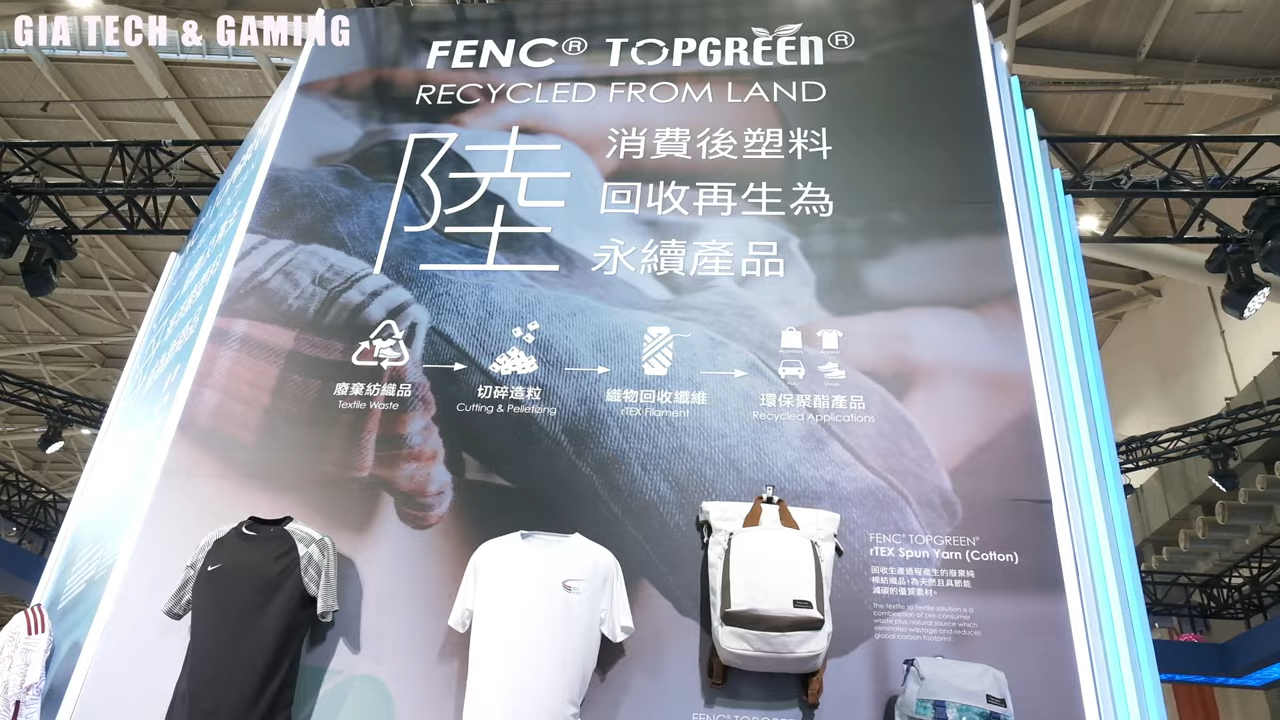 GIA TECH & GAMING
FENC® TOPGREEN®
RECYCLED FROM LAND
陸
消費後塑料
回收再生為
永續產品
廢棄紡織品
Textile Waste
切碎造粒
Cutting & Pelletizing
織物回收纖維
rTEX Filament
環保聚酯產品
Recycled Applications
FENC® TOPGREEN®
rTEX Spun Yarn (Cotton)
回收生產過程產生的廢棄純
棉紡織品,為天然且具節能
減碳的優質素材。
The textile to textile solution is a
combination of pre-consumer
waste plus natural source which
eliminates wastage and reduces
global carbon footprint
FENC® TOPGREEN